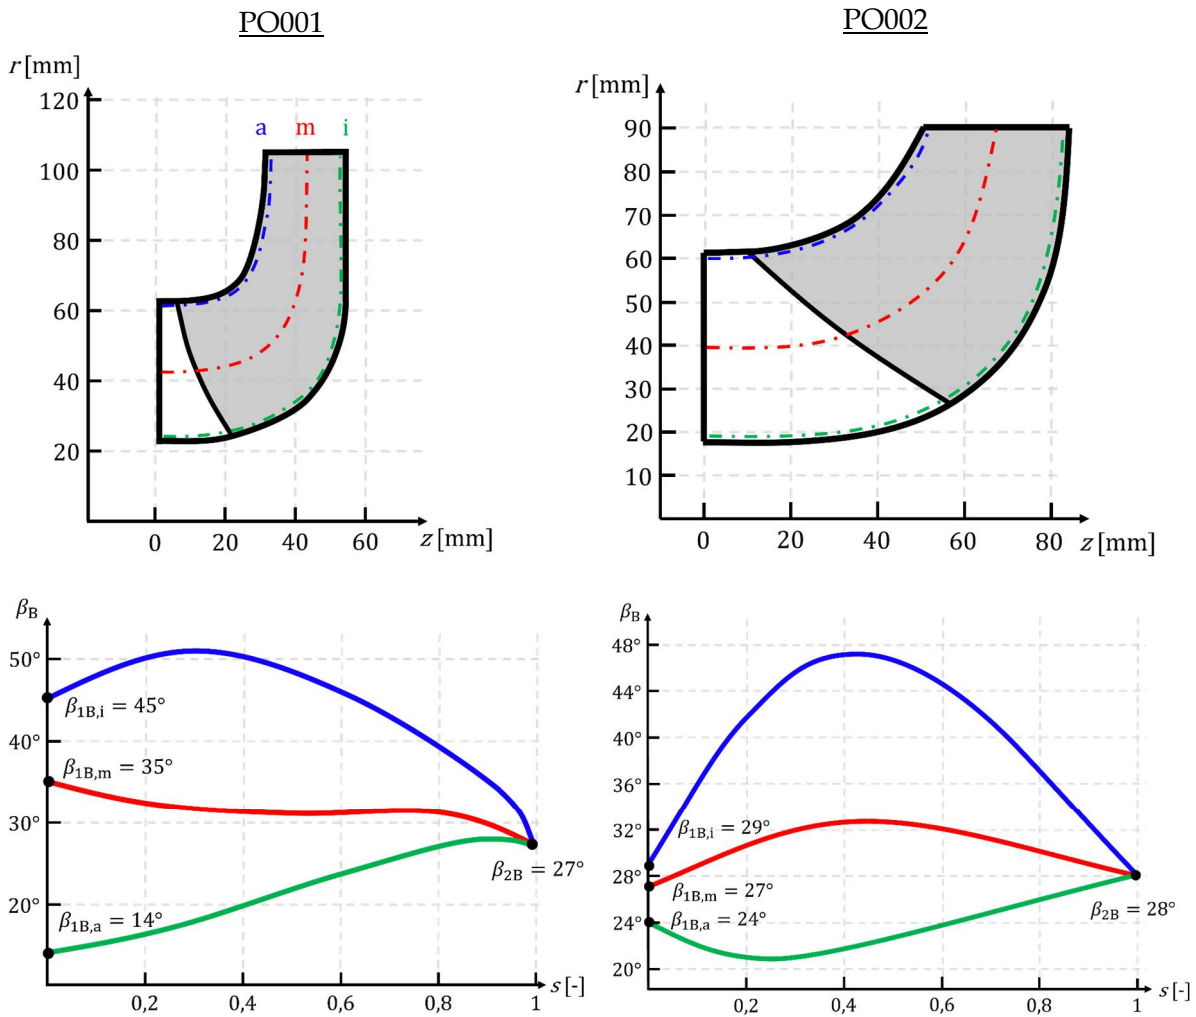 PO001
PO002
r [mm]
120
100
80
60
40
20
a m i
0 20 40 60 z [mm]
r [mm]
90
80
70
60
50
40
30
20
10
0 20 40 60 80 z [mm]
βB
50°
40°
30°
20°
β1B,i = 45°
β1B,m = 35°
β1B,a = 14°
β2B = 27°
0,2 0,4 0,6 0,8 1 s [-]
βB
48°
44°
40°
36°
32°
28°
24°
20°
β1B,i = 29°
β1B,m = 27°
β1B,a = 24°
β2B = 28°
0,2 0,4 0,6 0,8 1 s [-]